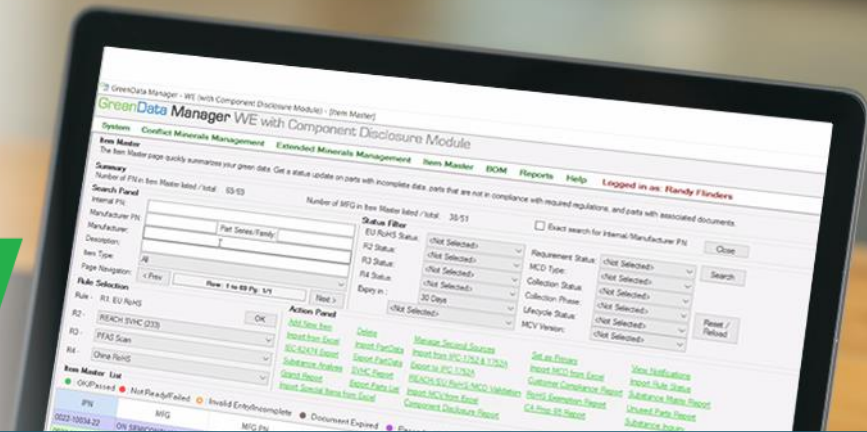 GreenData Manager - WE (with Component Disclosure Module) - [Item Master]
GreenData Manager WE with Component Disclosure Module
System Conflict Minerals Management Extended Minerals Management Item Master BOM Reports Help Logged in as: Randy Flinders
Item Master
The Item Master page quickly summarizes your green data. Get a status update on parts with incomplete data, parts that are not in compliance with required regulations, and parts with associated documents.
Summary
Number of PN in Item Master listed / total: 63/63 Number of MFG in Item Master listed / total: 38/51
Search Panel Status Filter Exact search for Internal/Manufacturer PN Close
Internal PN: EU RoHS Status: <Not Selected> Requirement Status: <Not Selected> Search
Manufacturer PN: Part Series/Family: R2 Status: <Not Selected> MCD Type: <Not Selected>
Manufacturer: R3 Status: <Not Selected> Collection Status: <Not Selected>
Description: R4 Status: <Not Selected> Collection Phase: <Not Selected>
Item Type: All Expiry in: 30 Days Lifecycle Status: <Not Selected> Reset / Reload
Page Navigation: < Prev Row: 1 to 69 Pg: 1/1 Next > <Not Selected> MCV Version: <Not Selected>
Rule Selection Action Panel
Rule - R1: EU RoHS OK Add New Item Delete Manage Second Sources Set as Repairs View Notifications
R2 - REACH SVHC (233) Import from Excel Import PartData Import from IPC 1752 & 1752A Import MCD from Excel Import Rule Status
IEC-62474 Export Export PartData Export to IPC 1752A Customer Compliance Report Substance Matrix Report
R3 - PFAS Scan Substance Analysis SVHC Report REACH/EU RoHS/MCD Validation RoHS Exemption Report Unused Parts Report
Grand Report Export Parts List Import MCV from Excel CA Prop 65 Report Substance Inquiry
R4 - China RoHS Import Special Items from Excel Component Disclosure Report
Item Master List
: OK/Passed : Not Ready/Failed : Invalid Entry/Incomplete : Document Expired
IPN MFG MFG PN
0022-10034-22 ON SEMICON